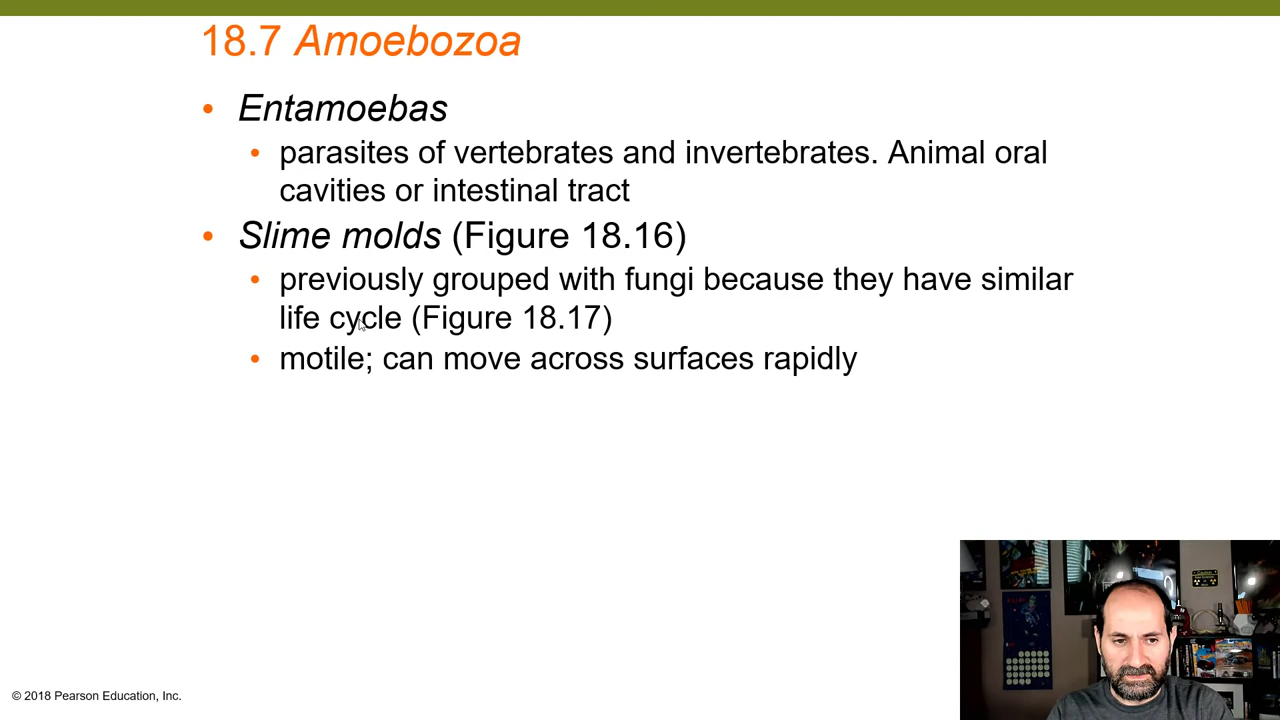 18.7 Amoebozoa
• Entamoebas
• parasites of vertebrates and invertebrates. Animal oral
cavities or intestinal tract
• Slime molds (Figure 18.16)
• previously grouped with fungi because they have similar
life cycle (Figure 18.17)
• motile; can move across surfaces rapidly
© 2018 Pearson Education, Inc.